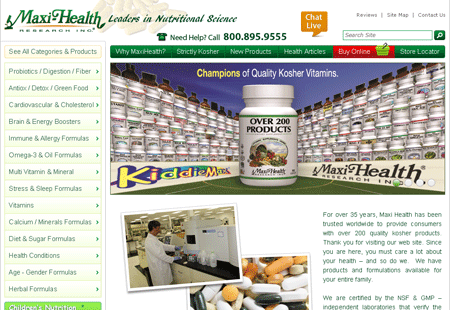 Maxi-Health
RESEARCH INC.®
Leaders in Nutritional Science
Chat Live
Reviews | Site Map | Contact Us
Need Help? Call 800.895.9555
Search
See All Categories & Products
Why MaxiHealth?
Strictly Kosher
New Products
Health Articles
Buy Online
Store Locator
Probiotics / Digestion / Fiber
Antiox / Detox / Green Food
Cardiovascular & Cholesterol
Brain & Energy Boosters
Immune & Allergy Formulas
Omega-3 & Oil Formulas
Multi Vitamin & Mineral
Stress & Sleep Formulas
Vitamins
Calcium / Minerals Formulas
Diet & Sugar Formulas
Health Conditions
Age - Gender Formulas
Herbal Formulas
Children's Nutrition
Champions of Quality Kosher Vitamins.
OVER 200
PRODUCTS
Maxi-Health
KiddieMax
Maxi-Health
RESEARCH INC.
For over 35 years, Maxi Health has been
trusted worldwide to provide consumers
with over 200 quality kosher products.
Thank you for visiting our web site. Since
you are here, you must care a lot about
your health – and so do we. We have
products and formulations available for
your entire family.
We are certified by the NSF & GMP –
independent laboratories that verify the